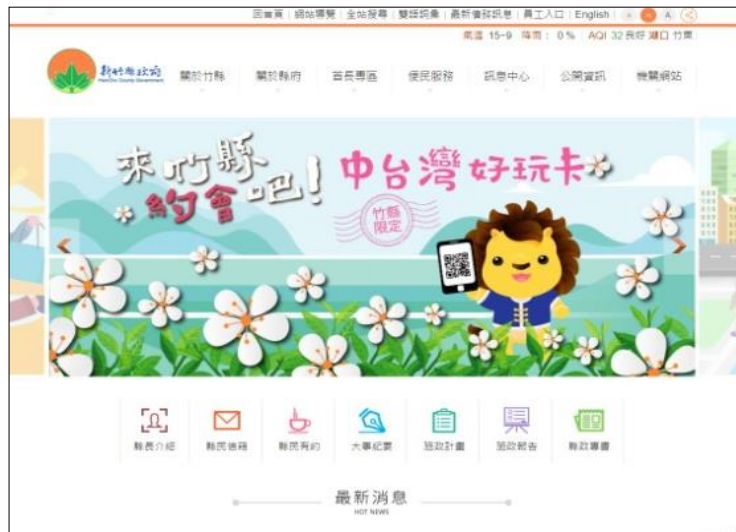 回首頁 | 網站導覽 | 全站搜尋 | 雙語詞彙 | 最新債務訊息 | 員工入口 | English | A
氣溫 15~9 降雨： 0 % AQI 32 良好 湖口 竹東
新竹縣政府
HsinChu County Government
關於竹縣 關於縣府 首長專區 便民服務 訊息中心 公開資訊 機關網站
來竹縣
約會吧!
中台灣好玩卡
竹縣
限定
縣長介紹 縣民信箱 縣民有約 大事紀要 施政計畫 施政報告 縣政專書
最新消息
HOT NEWS